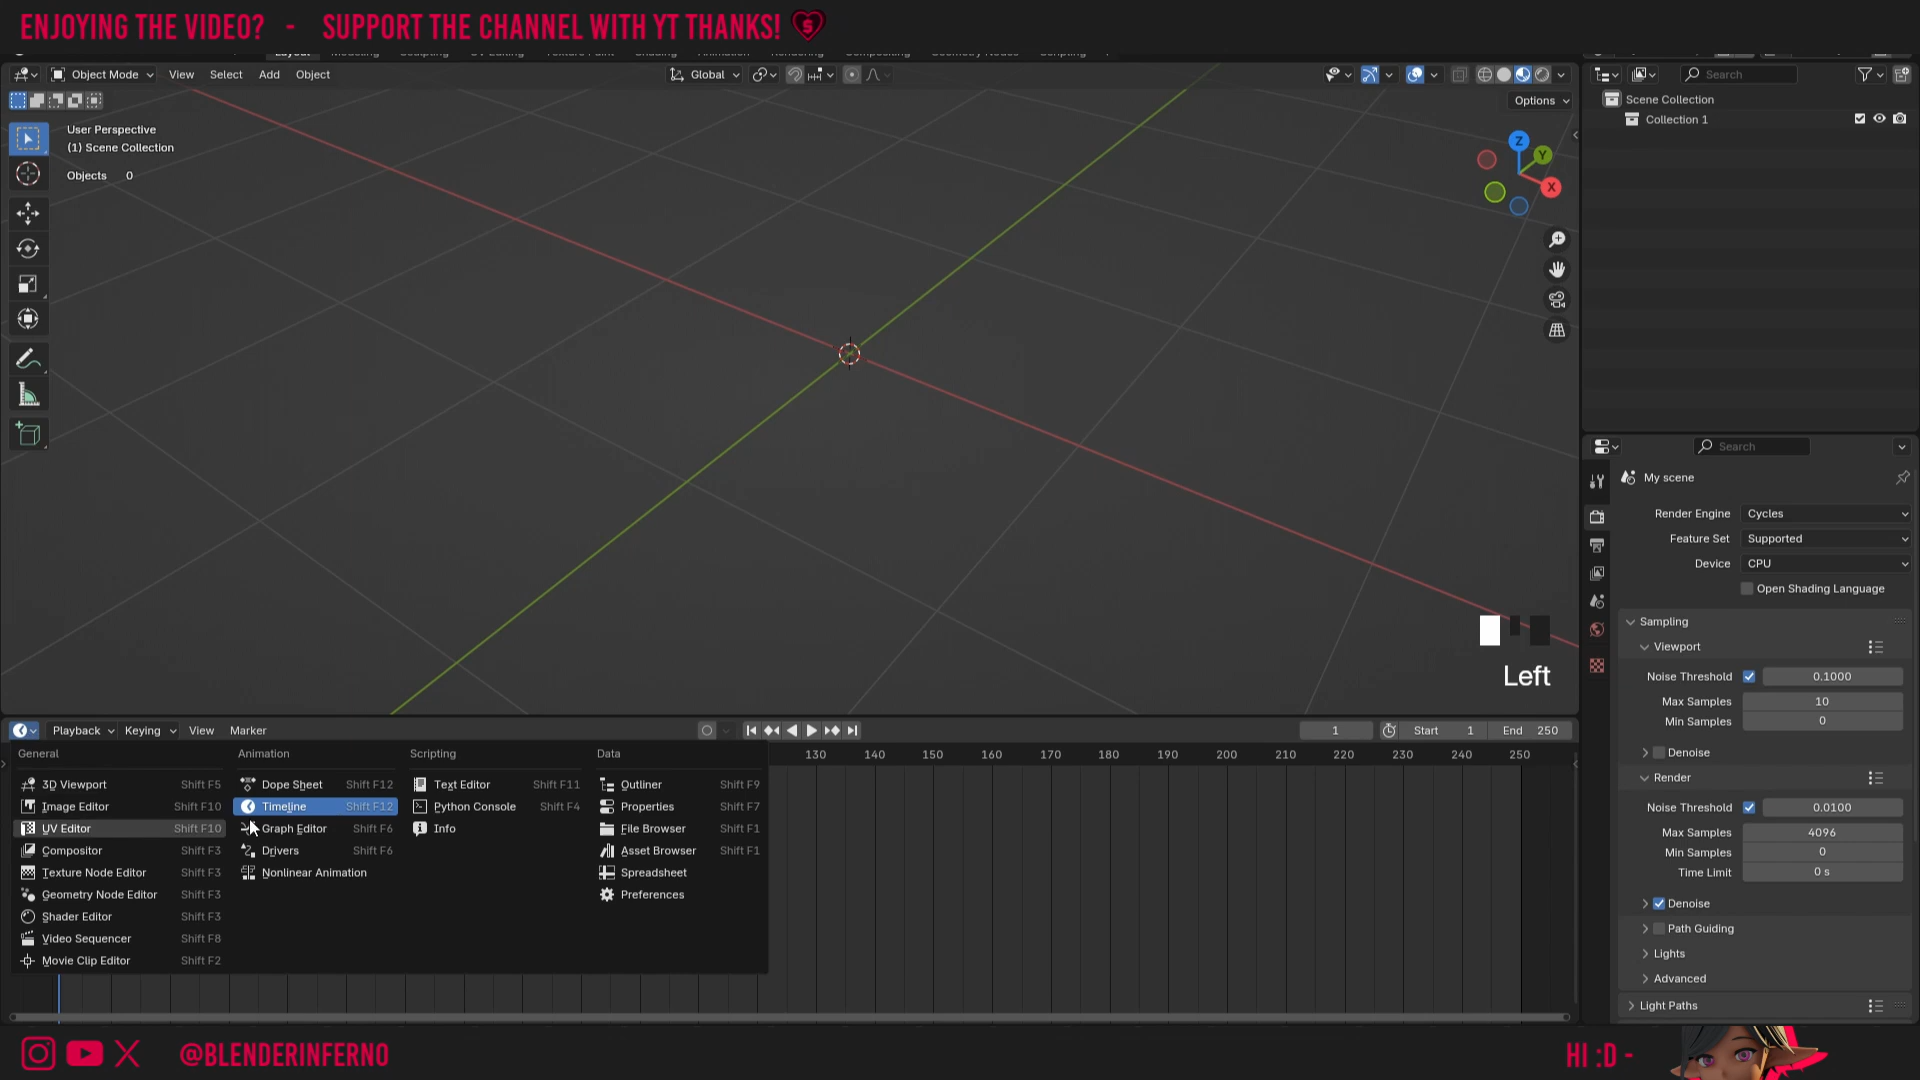 ENJOYING THE VIDEO? - SUPPORT THE CHANNEL WITH YT THANKS!
Object Mode View Select Add Object Global Search
Options
User Perspective
(1) Scene Collection
Objects 0
Z
Y
X
Scene Collection
Collection 1
Search
My scene
Render Engine Cycles
Feature Set Supported
Device CPU
Open Shading Language
Sampling
Viewport
Noise Threshold 0.1000
Max Samples 10
Min Samples 0
Denoise
Render
Noise Threshold 0.0100
Max Samples 4096
Min Samples 0
Time Limit 0 s
Denoise
Path Guiding
Lights
Advanced
Light Paths
Left
Playback Keying View Marker 1 Start 1 End 250
130 140 150 160 170 180 190 200 210 220 230 240 250
General Animation Scripting Data
3D Viewport Shift F5 Dope Sheet Shift F12 Text Editor Shift F11 Outliner Shift F9
Image Editor Shift F10 Timeline Shift F12 Python Console Shift F4 Properties Shift F7
UV Editor Shift F10 Graph Editor Shift F6 Info File Browser Shift F1
Compositor Shift F3 Drivers Shift F6 Asset Browser Shift F1
Texture Node Editor Shift F3 Nonlinear Animation Spreadsheet
Geometry Node Editor Shift F3 Preferences
Shader Editor Shift F3
Video Sequencer Shift F8
Movie Clip Editor Shift F2
@BLENDERINFERNO HI :D -